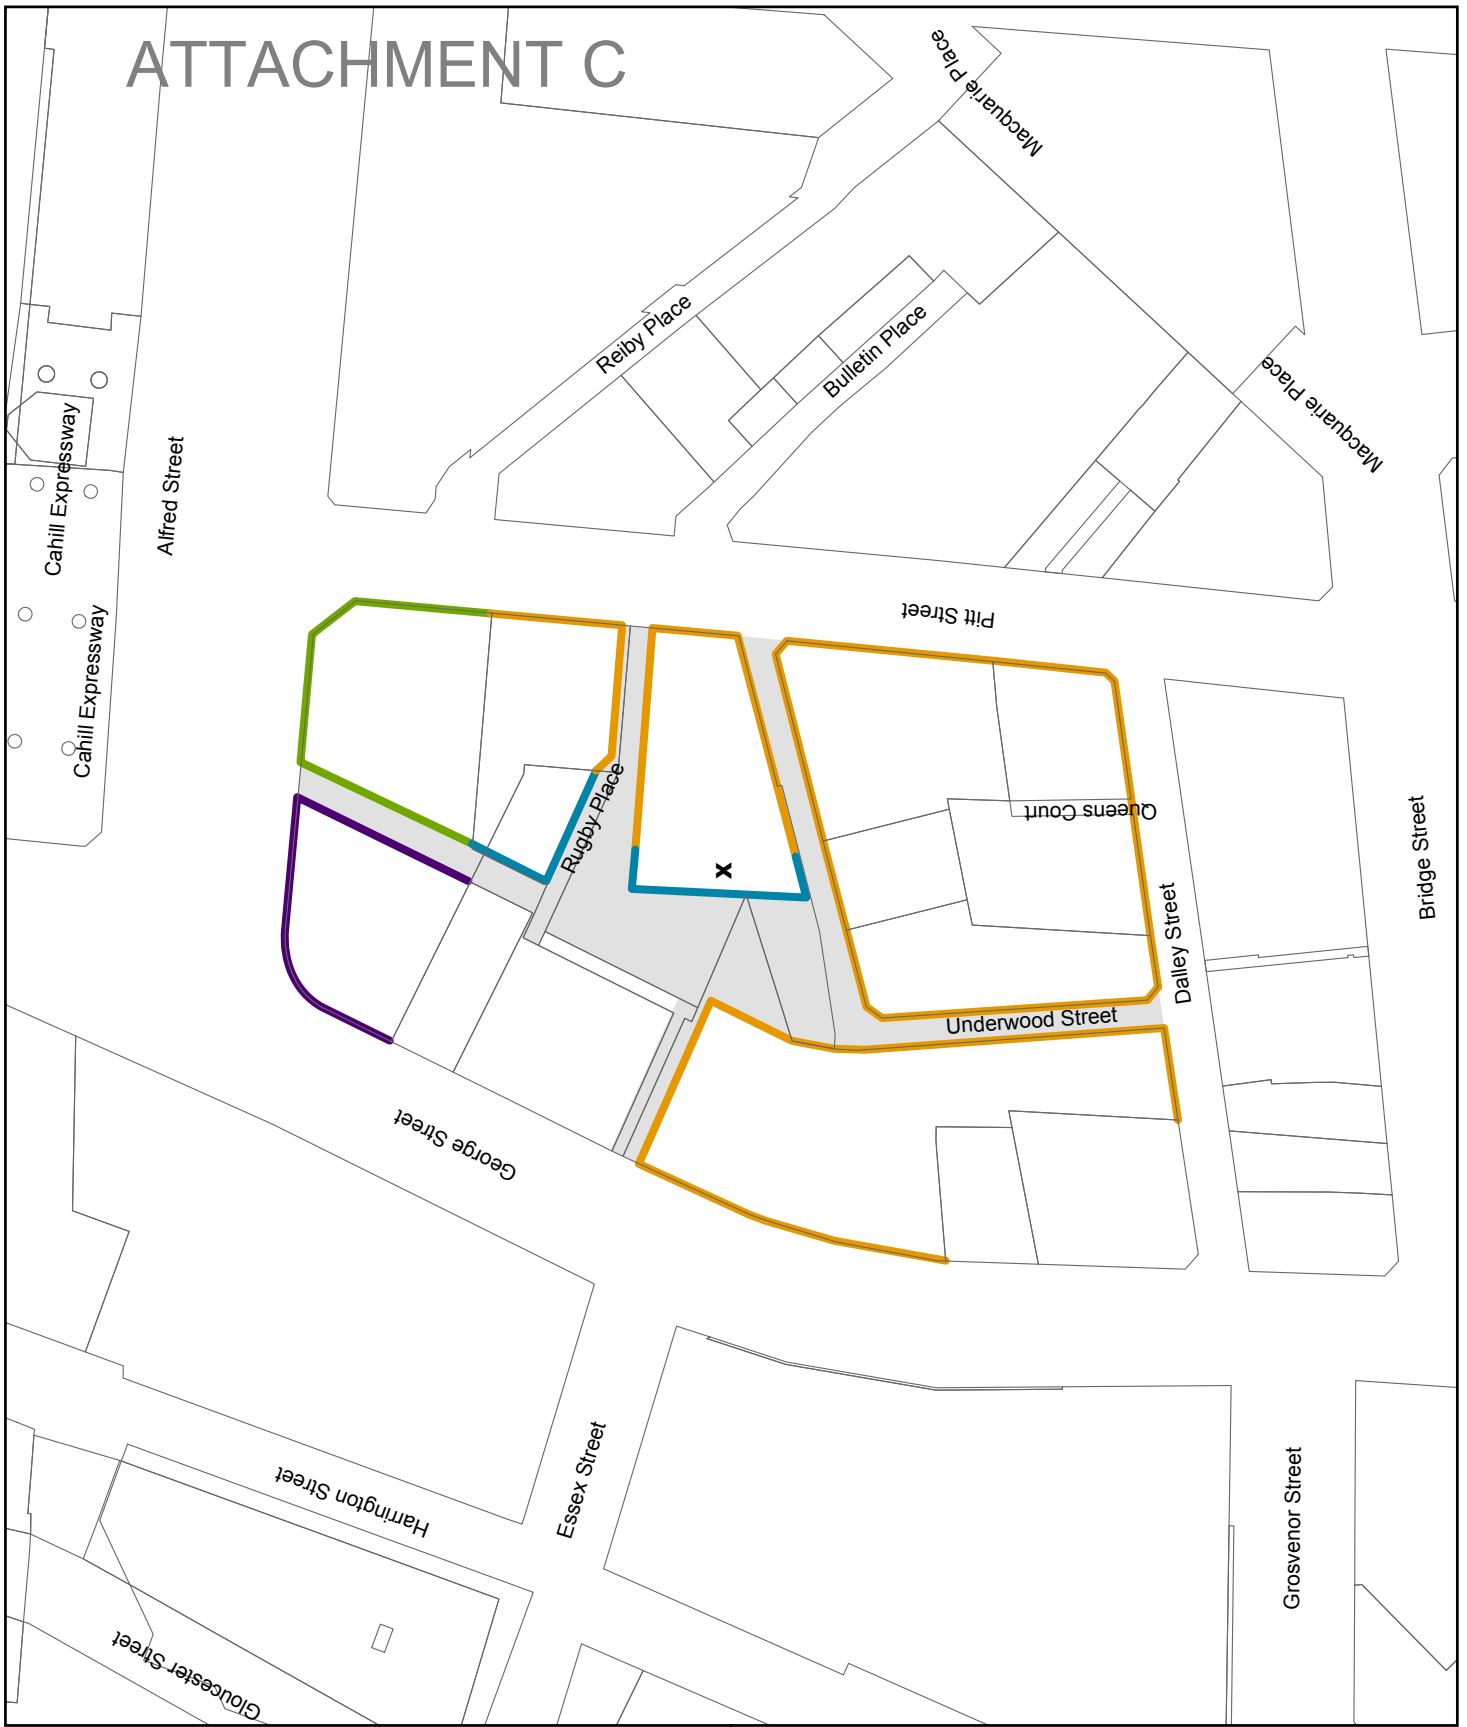 ATTACHMENT C
Macquarie Place
Reiby Place
Bulletin Place
Macquarie Place
Cahill Expressway
Alfred Street
Pitt Street
Cahill Expressway
Rugby Place
Queens Court
x
Bridge Street
Dalley Street
Underwood Street
George Street
Essex Street
Harrington Street
Grosvenor Street
Gloucester Street